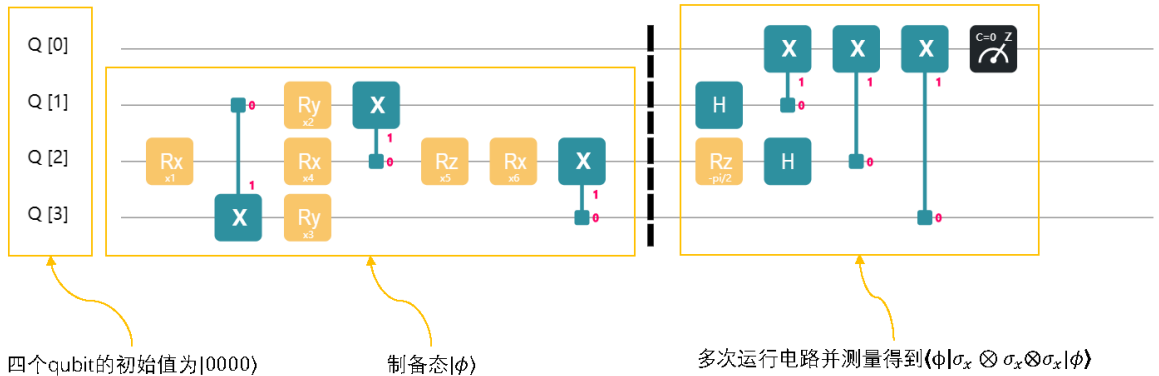 Q [0] X X X C=0 Z
1 1 1
Q [1] 0 Ry X H 0
x2
1
Q [2] Rx Rx 0 Rz Rx X Rz H 0
x1 x4 x5 x6 -pi/2
1 1
Q [3] X Ry 0 0
x3
四个qubit的初始值为|0000⟩
制备态|ϕ⟩
多次运行电路并测量得到⟨ϕ|σₓ ⊗ σₓ⊗σₓ|ϕ⟩